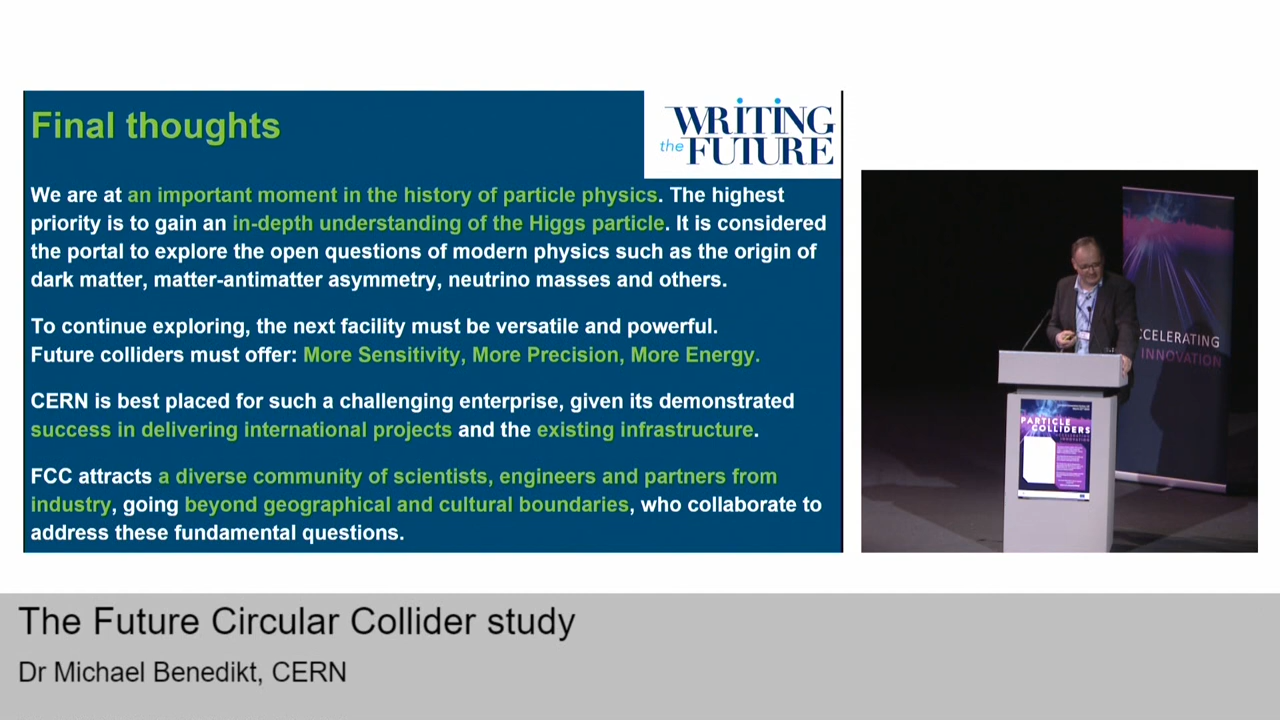 Final thoughts
WRiTiNG
the FUTURE
We are at an important moment in the history of particle physics. The highest
priority is to gain an in-depth understanding of the Higgs particle. It is considered
the portal to explore the open questions of modern physics such as the origin of
dark matter, matter-antimatter asymmetry, neutrino masses and others.
To continue exploring, the next facility must be versatile and powerful.
Future colliders must offer: More Sensitivity, More Precision, More Energy.
CERN is best placed for such a challenging enterprise, given its demonstrated
success in delivering international projects and the existing infrastructure.
FCC attracts a diverse community of scientists, engineers and partners from
industry, going beyond geographical and cultural boundaries, who collaborate to
address these fundamental questions.
CCELERATING
INNOVATION
PARTICLE
COLLIDERS
The Future Circular Collider study
Dr Michael Benedikt, CERN